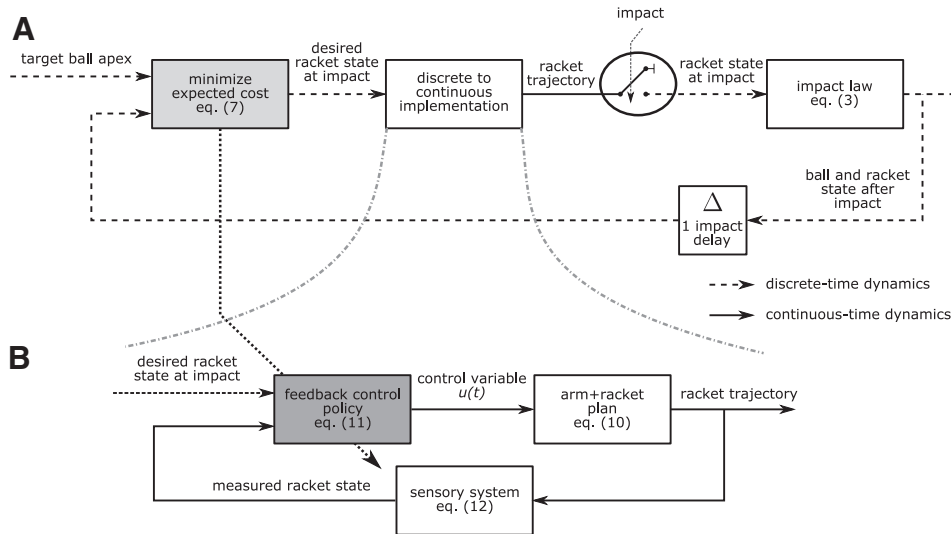 A
impact
target ball apex
minimize
expected cost
eq. (7)
desired
racket state
at impact
discrete to
continuous
implementation
racket
trajectory
racket state
at impact
impact law
eq. (3)
ball and racket
state after
impact
Δ
1 impact
delay
discrete-time dynamics
continuous-time dynamics
B
desired racket
state at impact
feedback control
policy
eq. (11)
control variable
u(t)
arm+racket
plan
eq. (10)
racket trajectory
measured racket state
sensory system
eq. (12)